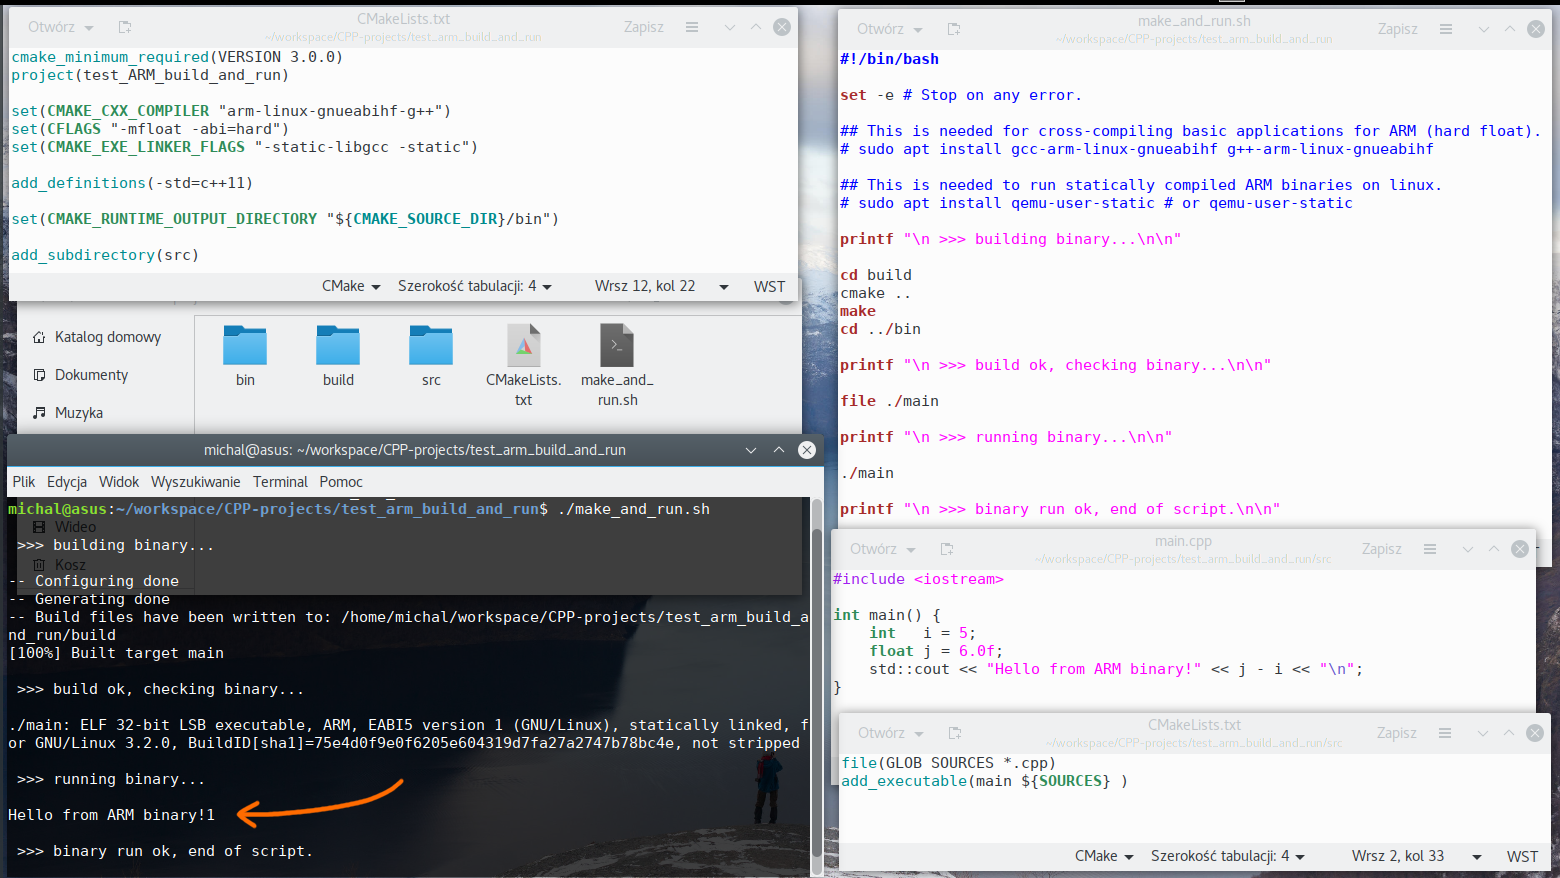 Otwórz
CMakeLists.txt
~/workspace/CPP-projects/test_arm_build_and_run
Zapisz
cmake_minimum_required(VERSION 3.0.0)
project(test_ARM_build_and_run)
set(CMAKE_CXX_COMPILER "arm-linux-gnueabihf-g++")
set(CFLAGS "-mfloat -abi=hard")
set(CMAKE_EXE_LINKER_FLAGS "-static-libgcc -static")
add_definitions(-std=c++11)
set(CMAKE_RUNTIME_OUTPUT_DIRECTORY "${CMAKE_SOURCE_DIR}/bin")
add_subdirectory(src)
CMake Szerokość tabulacji: 4 Wrsz 12, kol 22 WST
Katalog domowy
Dokumenty
Muzyka
Wideo
Kosz
bin
build
src
CMakeLists.
txt
make_and_
run.sh
michal@asus: ~/workspace/CPP-projects/test_arm_build_and_run
Plik Edycja Widok Wyszukiwanie Terminal Pomoc
michal@asus:~/workspace/CPP-projects/test_arm_build_and_run$ ./make_and_run.sh
>>> building binary...
-- Configuring done
-- Generating done
-- Build files have been written to: /home/michal/workspace/CPP-projects/test_arm_build_a
nd_run/build
[100%] Built target main
>>> build ok, checking binary...
./main: ELF 32-bit LSB executable, ARM, EABI5 version 1 (GNU/Linux), statically linked, f
or GNU/Linux 3.2.0, BuildID[sha1]=75e4d0f9e0f6205e604319d7fa27a2747b78bc4e, not stripped
>>> running binary...
Hello from ARM binary!1
>>> binary run ok, end of script.
Otwórz
make_and_run.sh
~/workspace/CPP-projects/test_arm_build_and_run
Zapisz
#!/bin/bash
set -e # Stop on any error.
## This is needed for cross-compiling basic applications for ARM (hard float).
# sudo apt install gcc-arm-linux-gnueabihf g++-arm-linux-gnueabihf
## This is needed to run statically compiled ARM binaries on linux.
# sudo apt install qemu-user-static # or qemu-user-static
printf "\n >>> building binary...\n\n"
cd build
cmake ..
make
cd ../bin
printf "\n >>> build ok, checking binary...\n\n"
file ./main
printf "\n >>> running binary...\n\n"
./main
printf "\n >>> binary run ok, end of script.\n\n"
Otwórz
main.cpp
~/workspace/CPP-projects/test_arm_build_and_run/src
Zapisz
#include <iostream>
int main() {
    int   i = 5;
    float j = 6.0f;
    std::cout << "Hello from ARM binary!" << j - i << "\n";
}
Otwórz
CMakeLists.txt
~/workspace/CPP-projects/test_arm_build_and_run/src
Zapisz
file(GLOB SOURCES *.cpp)
add_executable(main ${SOURCES} )
CMake Szerokość tabulacji: 4 Wrsz 2, kol 33 WST